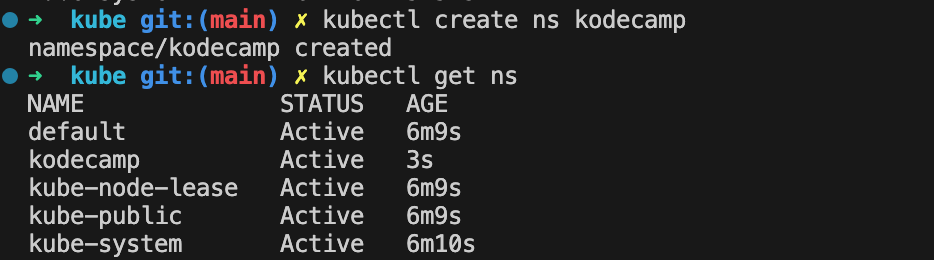 ➜ kube git:(main) ✗ kubectl create ns kodecamp
namespace/kodecamp created
➜ kube git:(main) ✗ kubectl get ns
NAME STATUS AGE
default Active 6m9s
kodecamp Active 3s
kube-node-lease Active 6m9s
kube-public Active 6m9s
kube-system Active 6m10s